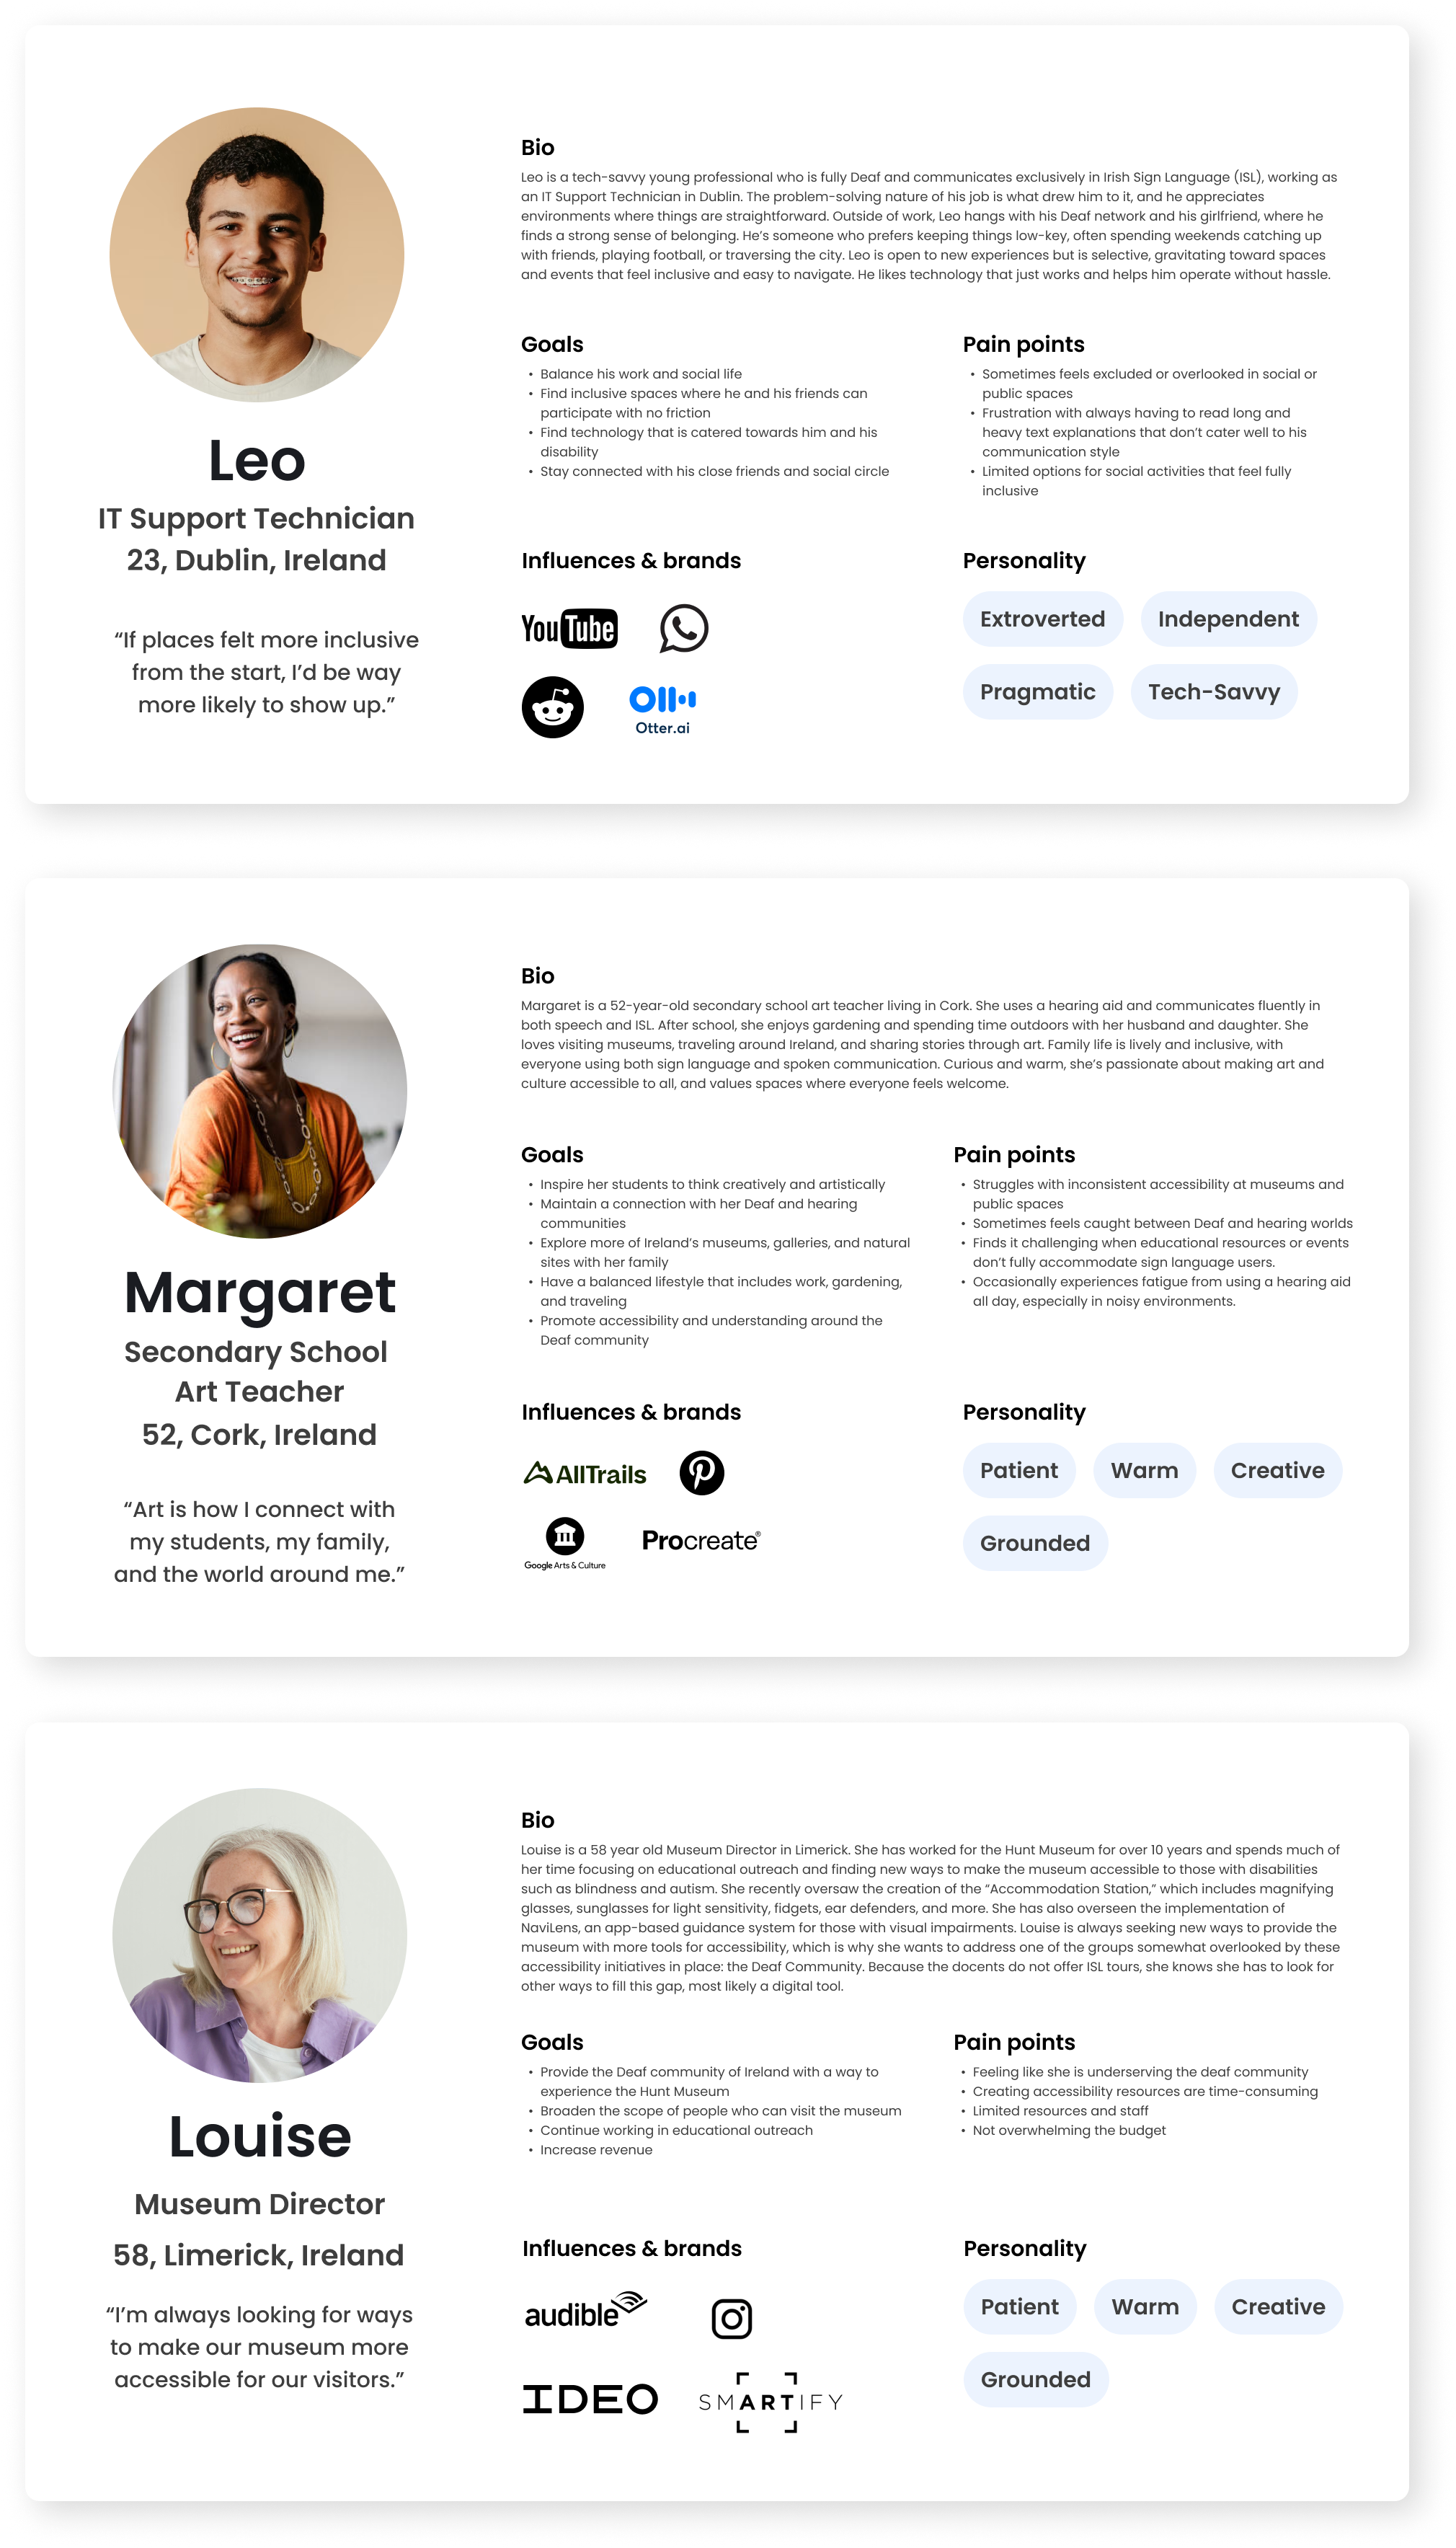 Leo
IT Support Technician
23, Dublin, Ireland
“If places felt more inclusive
from the start, I’d be way
more likely to show up.”
Bio
Leo is a tech-savvy young professional who is fully Deaf and communicates exclusively in Irish Sign Language (ISL), working as
an IT Support Technician in Dublin. The problem-solving nature of his job is what drew him to it, and he appreciates
environments where things are straightforward. Outside of work, Leo hangs with his Deaf network and his girlfriend, where he
finds a strong sense of belonging. He’s someone who prefers keeping things low-key, often spending weekends catching up
with friends, playing football, or traversing the city. Leo is open to new experiences but is selective, gravitating toward spaces
and events that feel inclusive and easy to navigate. He likes technology that just works and helps him operate without hassle.
Goals
• Balance his work and social life
• Find inclusive spaces where he and his friends can
participate with no friction
• Find technology that is catered towards him and his
disability
• Stay connected with his close friends and social circle
Pain points
• Sometimes feels excluded or overlooked in social or
public spaces
• Frustration with always having to read long and
heavy text explanations that don’t cater well to his
communication style
• Limited options for social activities that feel fully
inclusive
Influences & brands
YouTube
Otter.ai
Personality
Extroverted
Independent
Pragmatic
Tech-Savvy
Margaret
Secondary School
Art Teacher
52, Cork, Ireland
“Art is how I connect with
my students, my family,
and the world around me.”
Bio
Margaret is a 52-year-old secondary school art teacher living in Cork. She uses a hearing aid and communicates fluently in
both speech and ISL. After school, she enjoys gardening and spending time outdoors with her husband and daughter. She
loves visiting museums, traveling around Ireland, and sharing stories through art. Family life is lively and inclusive, with
everyone using both sign language and spoken communication. Curious and warm, she’s passionate about making art and
culture accessible to all, and values spaces where everyone feels welcome.
Goals
• Inspire her students to think creatively and artistically
• Maintain a connection with her Deaf and hearing
communities
• Explore more of Ireland’s museums, galleries, and natural
sites with her family
• Have a balanced lifestyle that includes work, gardening,
and traveling
• Promote accessibility and understanding around the
Deaf community
Pain points
• Struggles with inconsistent accessibility at museums and
public spaces
• Sometimes feels caught between Deaf and hearing worlds
• Finds it challenging when educational resources or events
don’t fully accommodate sign language users.
• Occasionally experiences fatigue from using a hearing aid
all day, especially in noisy environments.
Influences & brands
AllTrails
Google Arts & Culture
Procreate®
Personality
Patient
Warm
Creative
Grounded
Louise
Museum Director
58, Limerick, Ireland
“I’m always looking for ways
to make our museum more
accessible for our visitors.”
Bio
Louise is a 58 year old Museum Director in Limerick. She has worked for the Hunt Museum for over 10 years and spends much of
her time focusing on educational outreach and finding new ways to make the museum accessible to those with disabilities
such as blindness and autism. She recently oversaw the creation of the “Accommodation Station,” which includes magnifying
glasses, sunglasses for light sensitivity, fidgets, ear defenders, and more. She has also overseen the implementation of
NaviLens, an app-based guidance system for those with visual impairments. Louise is always seeking new ways to provide the
museum with more tools for accessibility, which is why she wants to address one of the groups somewhat overlooked by these
accessibility initiatives in place: the Deaf Community. Because the docents do not offer ISL tours, she knows she has to look for
other ways to fill this gap, most likely a digital tool.
Goals
• Provide the Deaf community of Ireland with a way to
experience the Hunt Museum
• Broaden the scope of people who can visit the museum
• Continue working in educational outreach
• Increase revenue
Pain points
• Feeling like she is underserving the deaf community
• Creating accessibility resources are time-consuming
• Limited resources and staff
• Not overwhelming the budget
Influences & brands
audible
IDEO
SMARTIFY
Personality
Patient
Warm
Creative
Grounded